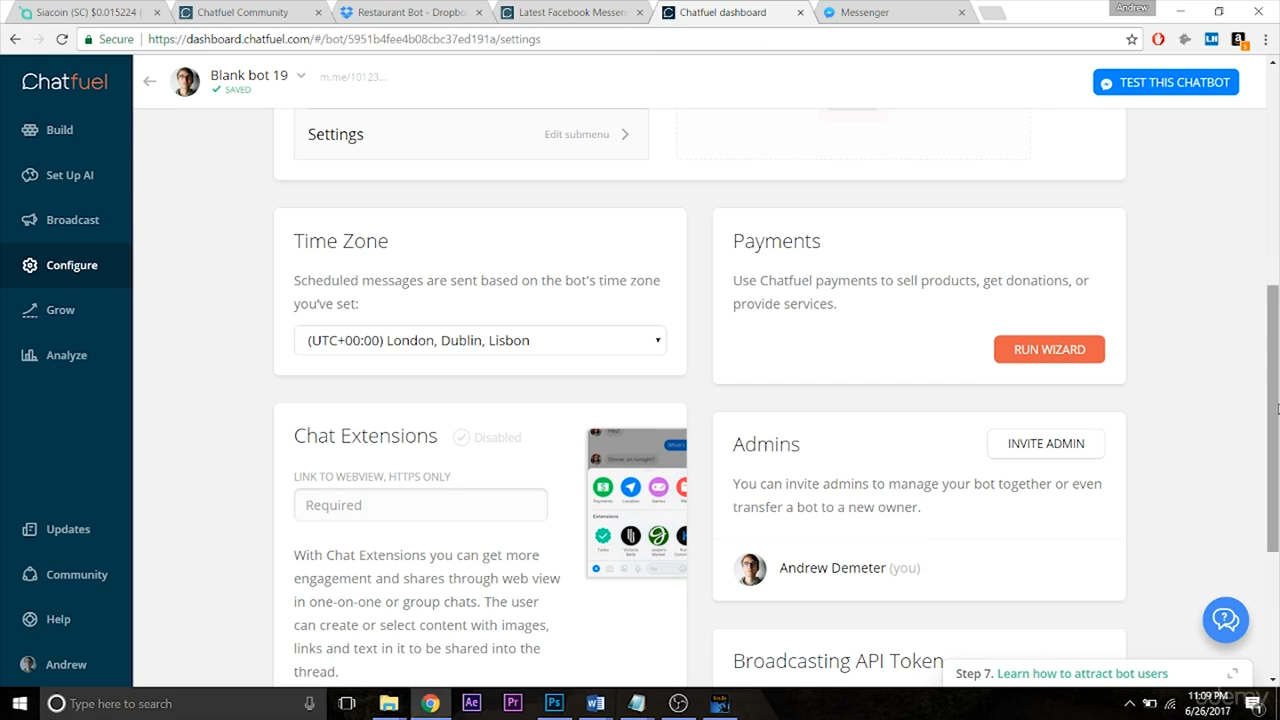 Siacoin (SC) $0.015224 (
Chatfuel Community
Restaurant Bot - Dropbo
Latest Facebook Messen
Chatfuel dashboard
Messenger
Andrew
Secure
https://dashboard.chatfuel.com/#/bot/5951b4fee4b08cbc37ed191a/settings
Chatfuel
Blank bot 19
m.me/10123...
SAVED
TEST THIS CHATBOT
Build
Set Up AI
Broadcast
Configure
Grow
Analyze
Updates
Community
Help
Andrew
Settings
Edit submenu
Time Zone
Scheduled messages are sent based on the bot's time zone
you've set:
(UTC+00:00) London, Dublin, Lisbon
Payments
Use Chatfuel payments to sell products, get donations, or
provide services.
RUN WIZARD
Chat Extensions
Disabled
LINK TO WEBVIEW, HTTPS ONLY
Required
With Chat Extensions you can get more
engagement and shares through web view
in one-on-one or group chats. The user
can create or select content with images,
links and text in it to be shared into the
thread.
Payments
Location
Games
Extensions
Tasks
Admins
INVITE ADMIN
You can invite admins to manage your bot together or even
transfer a bot to a new owner.
Andrew Demeter (you)
Broadcasting API Token
Step 7. Learn how to attract bot users
Type here to search
11:09 PM
6/26/2017
udemy